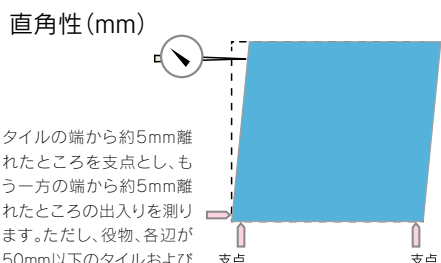 直角性(mm)
タイルの端から約5mm離
れたところを支点とし、も
う一方の端から約5mm離
れたところの出入りを測り
ます。ただし、役物、各辺が
50mm以下のタイルおよび
支点
支点